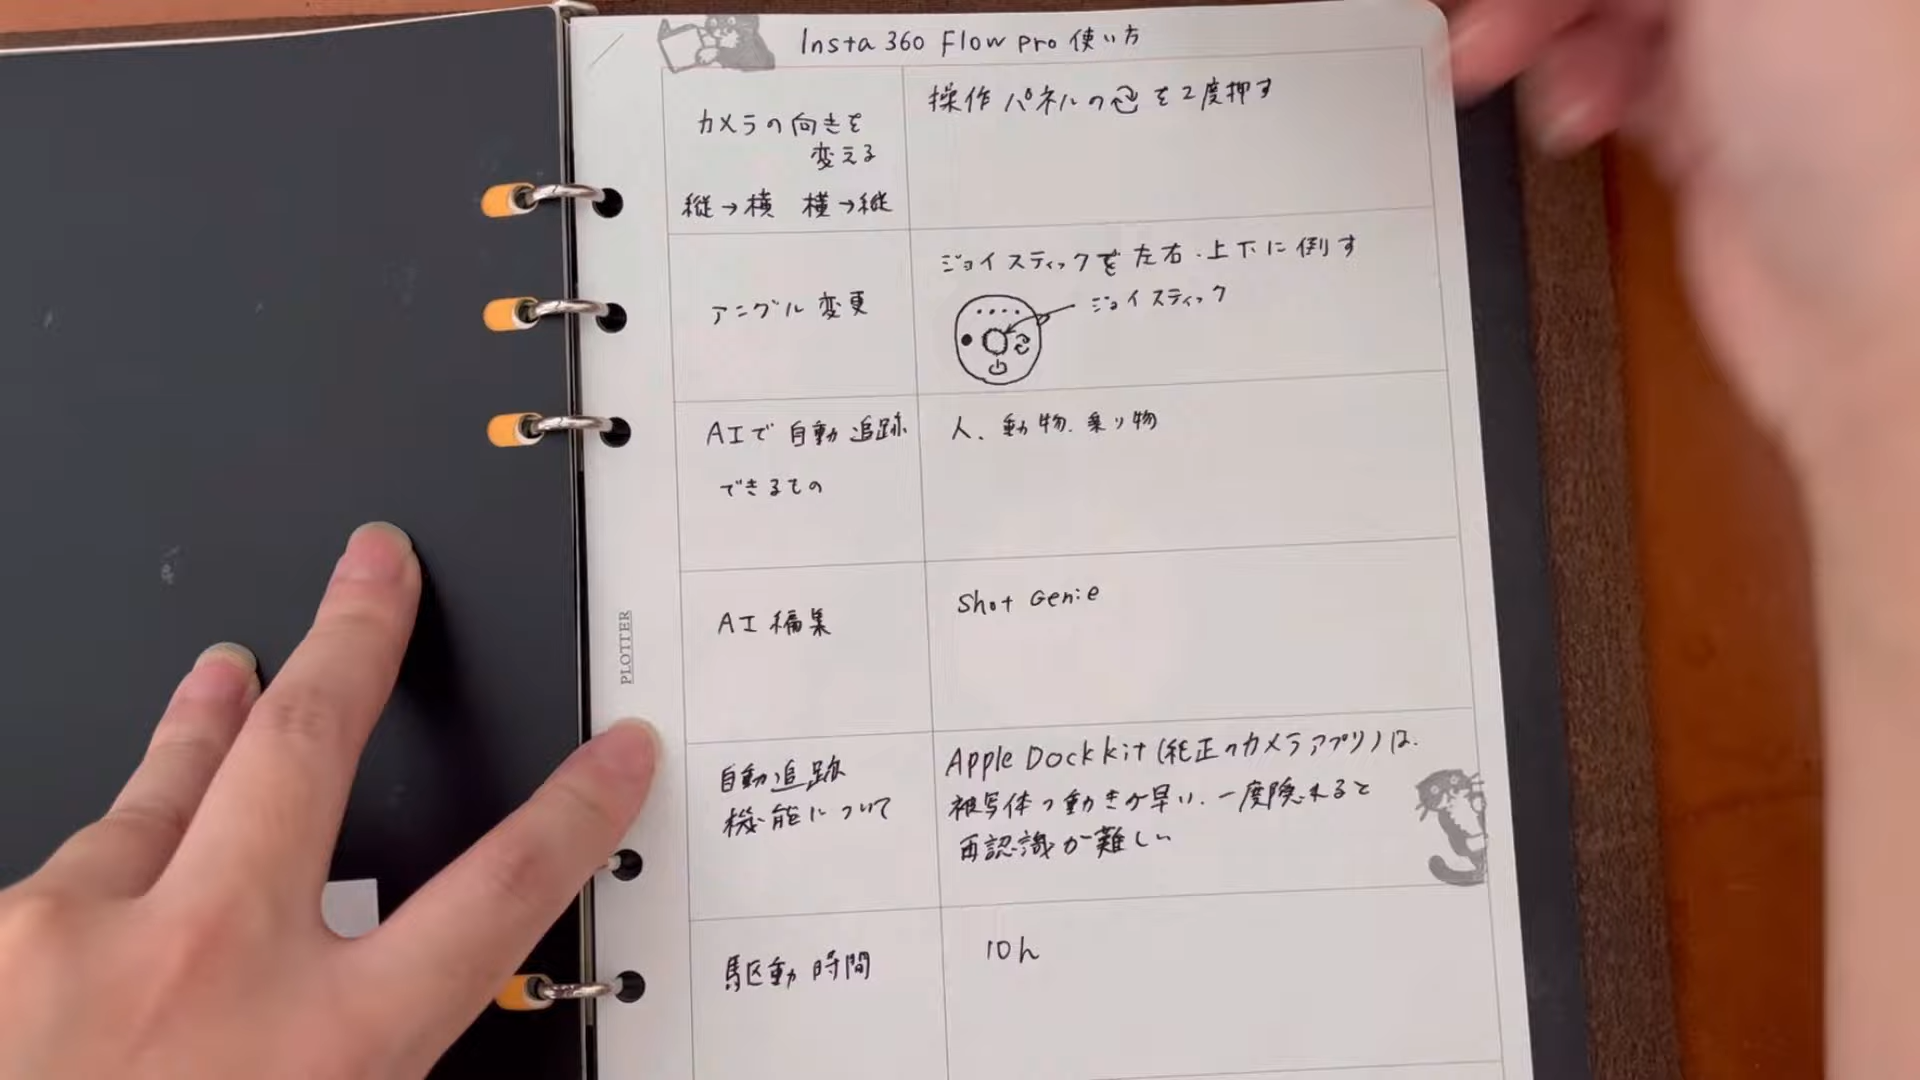 Insta 360 Flow pro 使い方
カメラの向きを
変える
縦→横 横→縦
操作パネルの を2度押す
アングル変更
ジョイスティックを左右.上下に倒す
ジョイスティック
AIで自動追跡
できるもの
人、動物、乗り物
AI編集
Shot Genie
自動追跡
機能について
Apple Dockkit(純正のカメラアプリ)は、
被写体の動きが早い、一度隠れると
再認識が難しい
駆動時間
10h
PLOTTER